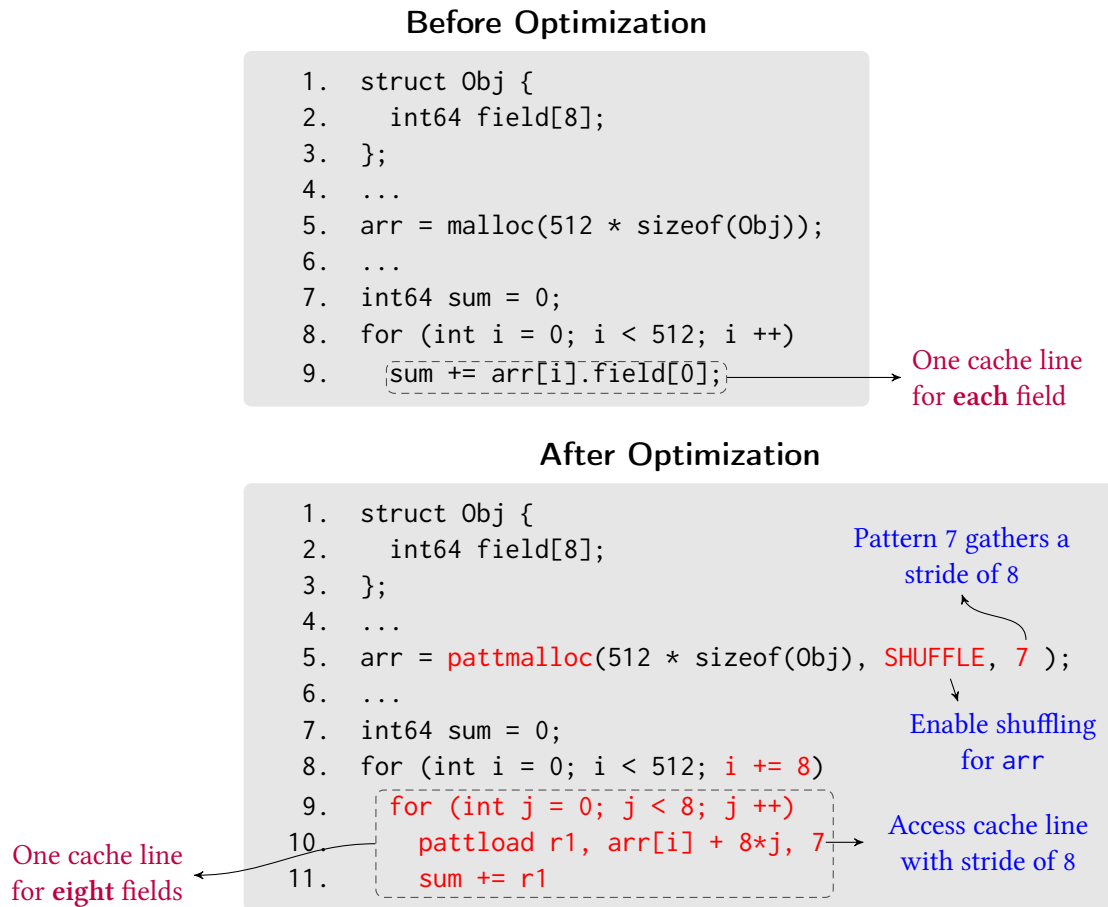 Before Optimization
1. struct Obj {
2. int64 field[8];
3. };
4. ...
5. arr = malloc(512 * sizeof(Obj));
6. ...
7. int64 sum = 0;
8. for (int i = 0; i < 512; i ++)
9. sum += arr[i].field[0];
One cache line
for each field
After Optimization
1. struct Obj {
2. int64 field[8];
3. };
4. ...
5. arr = pattmalloc(512 * sizeof(Obj), SHUFFLE, 7 );
6. ...
7. int64 sum = 0;
8. for (int i = 0; i < 512; i += 8)
9. for (int j = 0; j < 8; j ++)
10. pattload r1, arr[i] + 8*j, 7
11. sum += r1
Pattern 7 gathers a
stride of 8
Enable shuffling
for arr
Access cache line
with stride of 8
One cache line
for eight fields